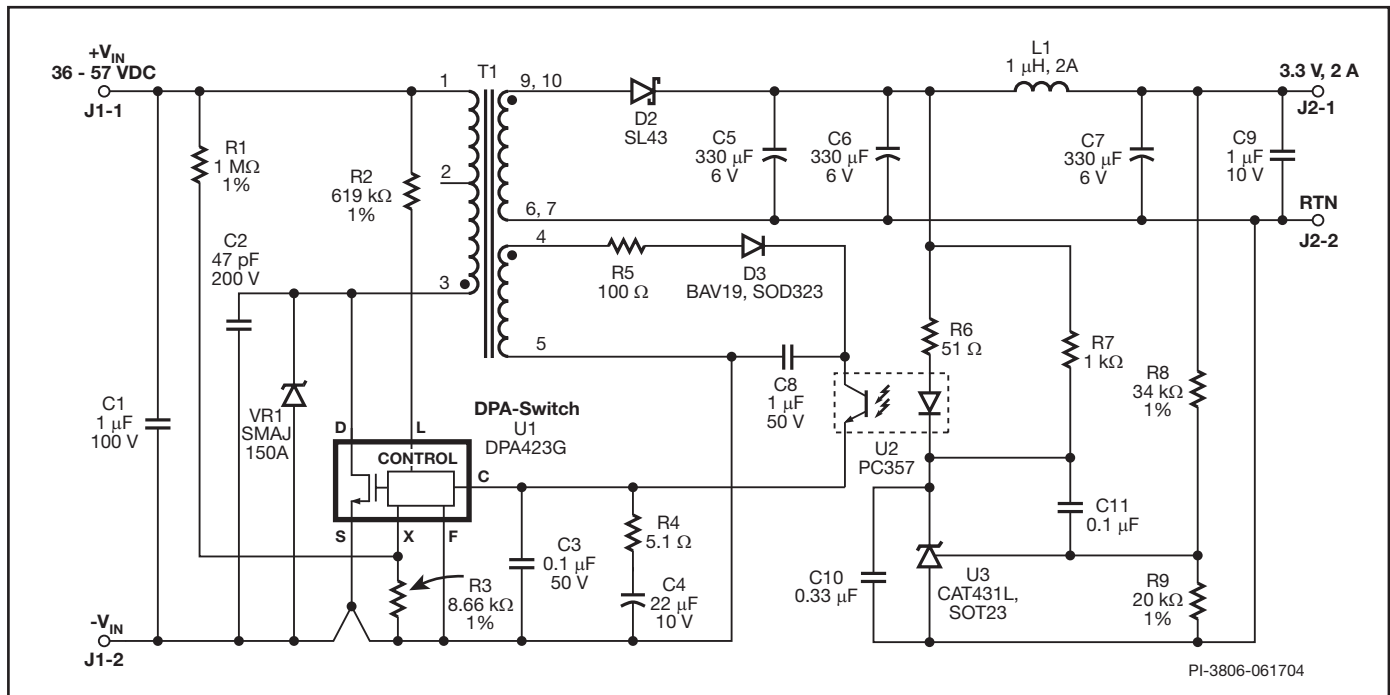 +VIN
36 - 57 VDC
J1-1
R1
1 MΩ
1%
R2
619 kΩ
1%
1
2
3
T1
9, 10
6, 7
4
5
D2
SL43
C5
330 µF
6 V
C6
330 µF
6 V
L1
1 µH, 2A
C7
330 µF
6 V
C9
1 µF
10 V
3.3 V, 2 A
J2-1
RTN
J2-2
C2
47 pF
200 V
R5
100 Ω
D3
BAV19, SOD323
R6
51 Ω
R7
1 kΩ
R8
34 kΩ
1%
C1
1 µF
100 V
VR1
SMAJ
150A
DPA-Switch
U1
DPA423G
D
L
CONTROL
C
S
X
F
C8
1 µF
50 V
U2
PC357
R3
8.66 kΩ
1%
C3
0.1 µF
50 V
R4
5.1 Ω
C4
22 µF
10 V
C10
0.33 µF
C11
0.1 µF
U3
CAT431L,
SOT23
R9
20 kΩ
1%
-VIN
J1-2
PI-3806-061704